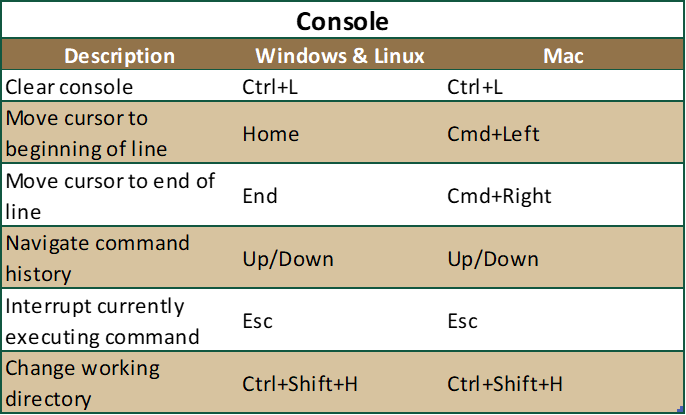 Console
Description Windows & Linux Mac
Clear console Ctrl+L Ctrl+L
Move cursor to
beginning of line Home Cmd+Left
Move cursor to end of
line End Cmd+Right
Navigate command
history Up/Down Up/Down
Interrupt currently
executing command Esc Esc
Change working
directory Ctrl+Shift+H Ctrl+Shift+H